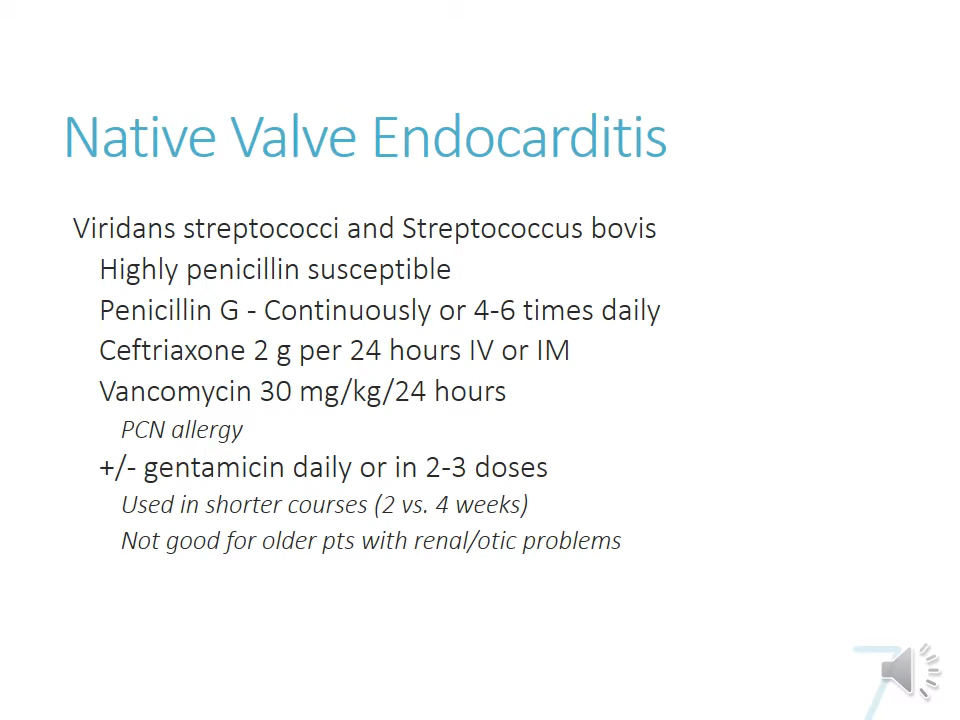 Native Valve Endocarditis
Viridans streptococci and Streptococcus bovis
Highly penicillin susceptible
Penicillin G - Continuously or 4-6 times daily
Ceftriaxone 2 g per 24 hours IV or IM
Vancomycin 30 mg/kg/24 hours
PCN allergy
+/- gentamicin daily or in 2-3 doses
Used in shorter courses (2 vs. 4 weeks)
Not good for older pts with renal/otic problems
7